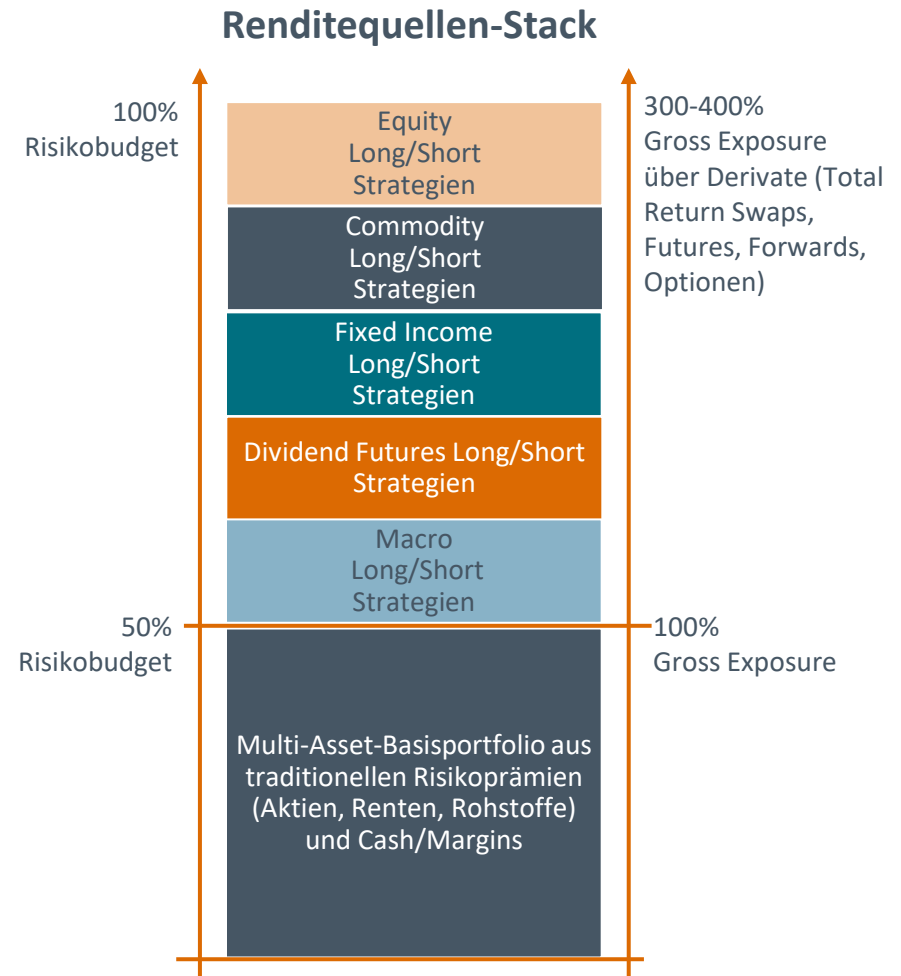 Renditequellen-Stack
100%
Risikobudget
300-400%
Gross Exposure
über Derivate (Total
Return Swaps,
Futures, Forwards,
Optionen)
Equity
Long/Short
Strategien
Commodity
Long/Short
Strategien
Fixed Income
Long/Short
Strategien
Dividend Futures Long/Short
Strategien
Macro
Long/Short
Strategien
50%
Risikobudget
100%
Gross Exposure
Multi-Asset-Basisportfolio aus
traditionellen Risikoprämien
(Aktien, Renten, Rohstoffe)
und Cash/Margins